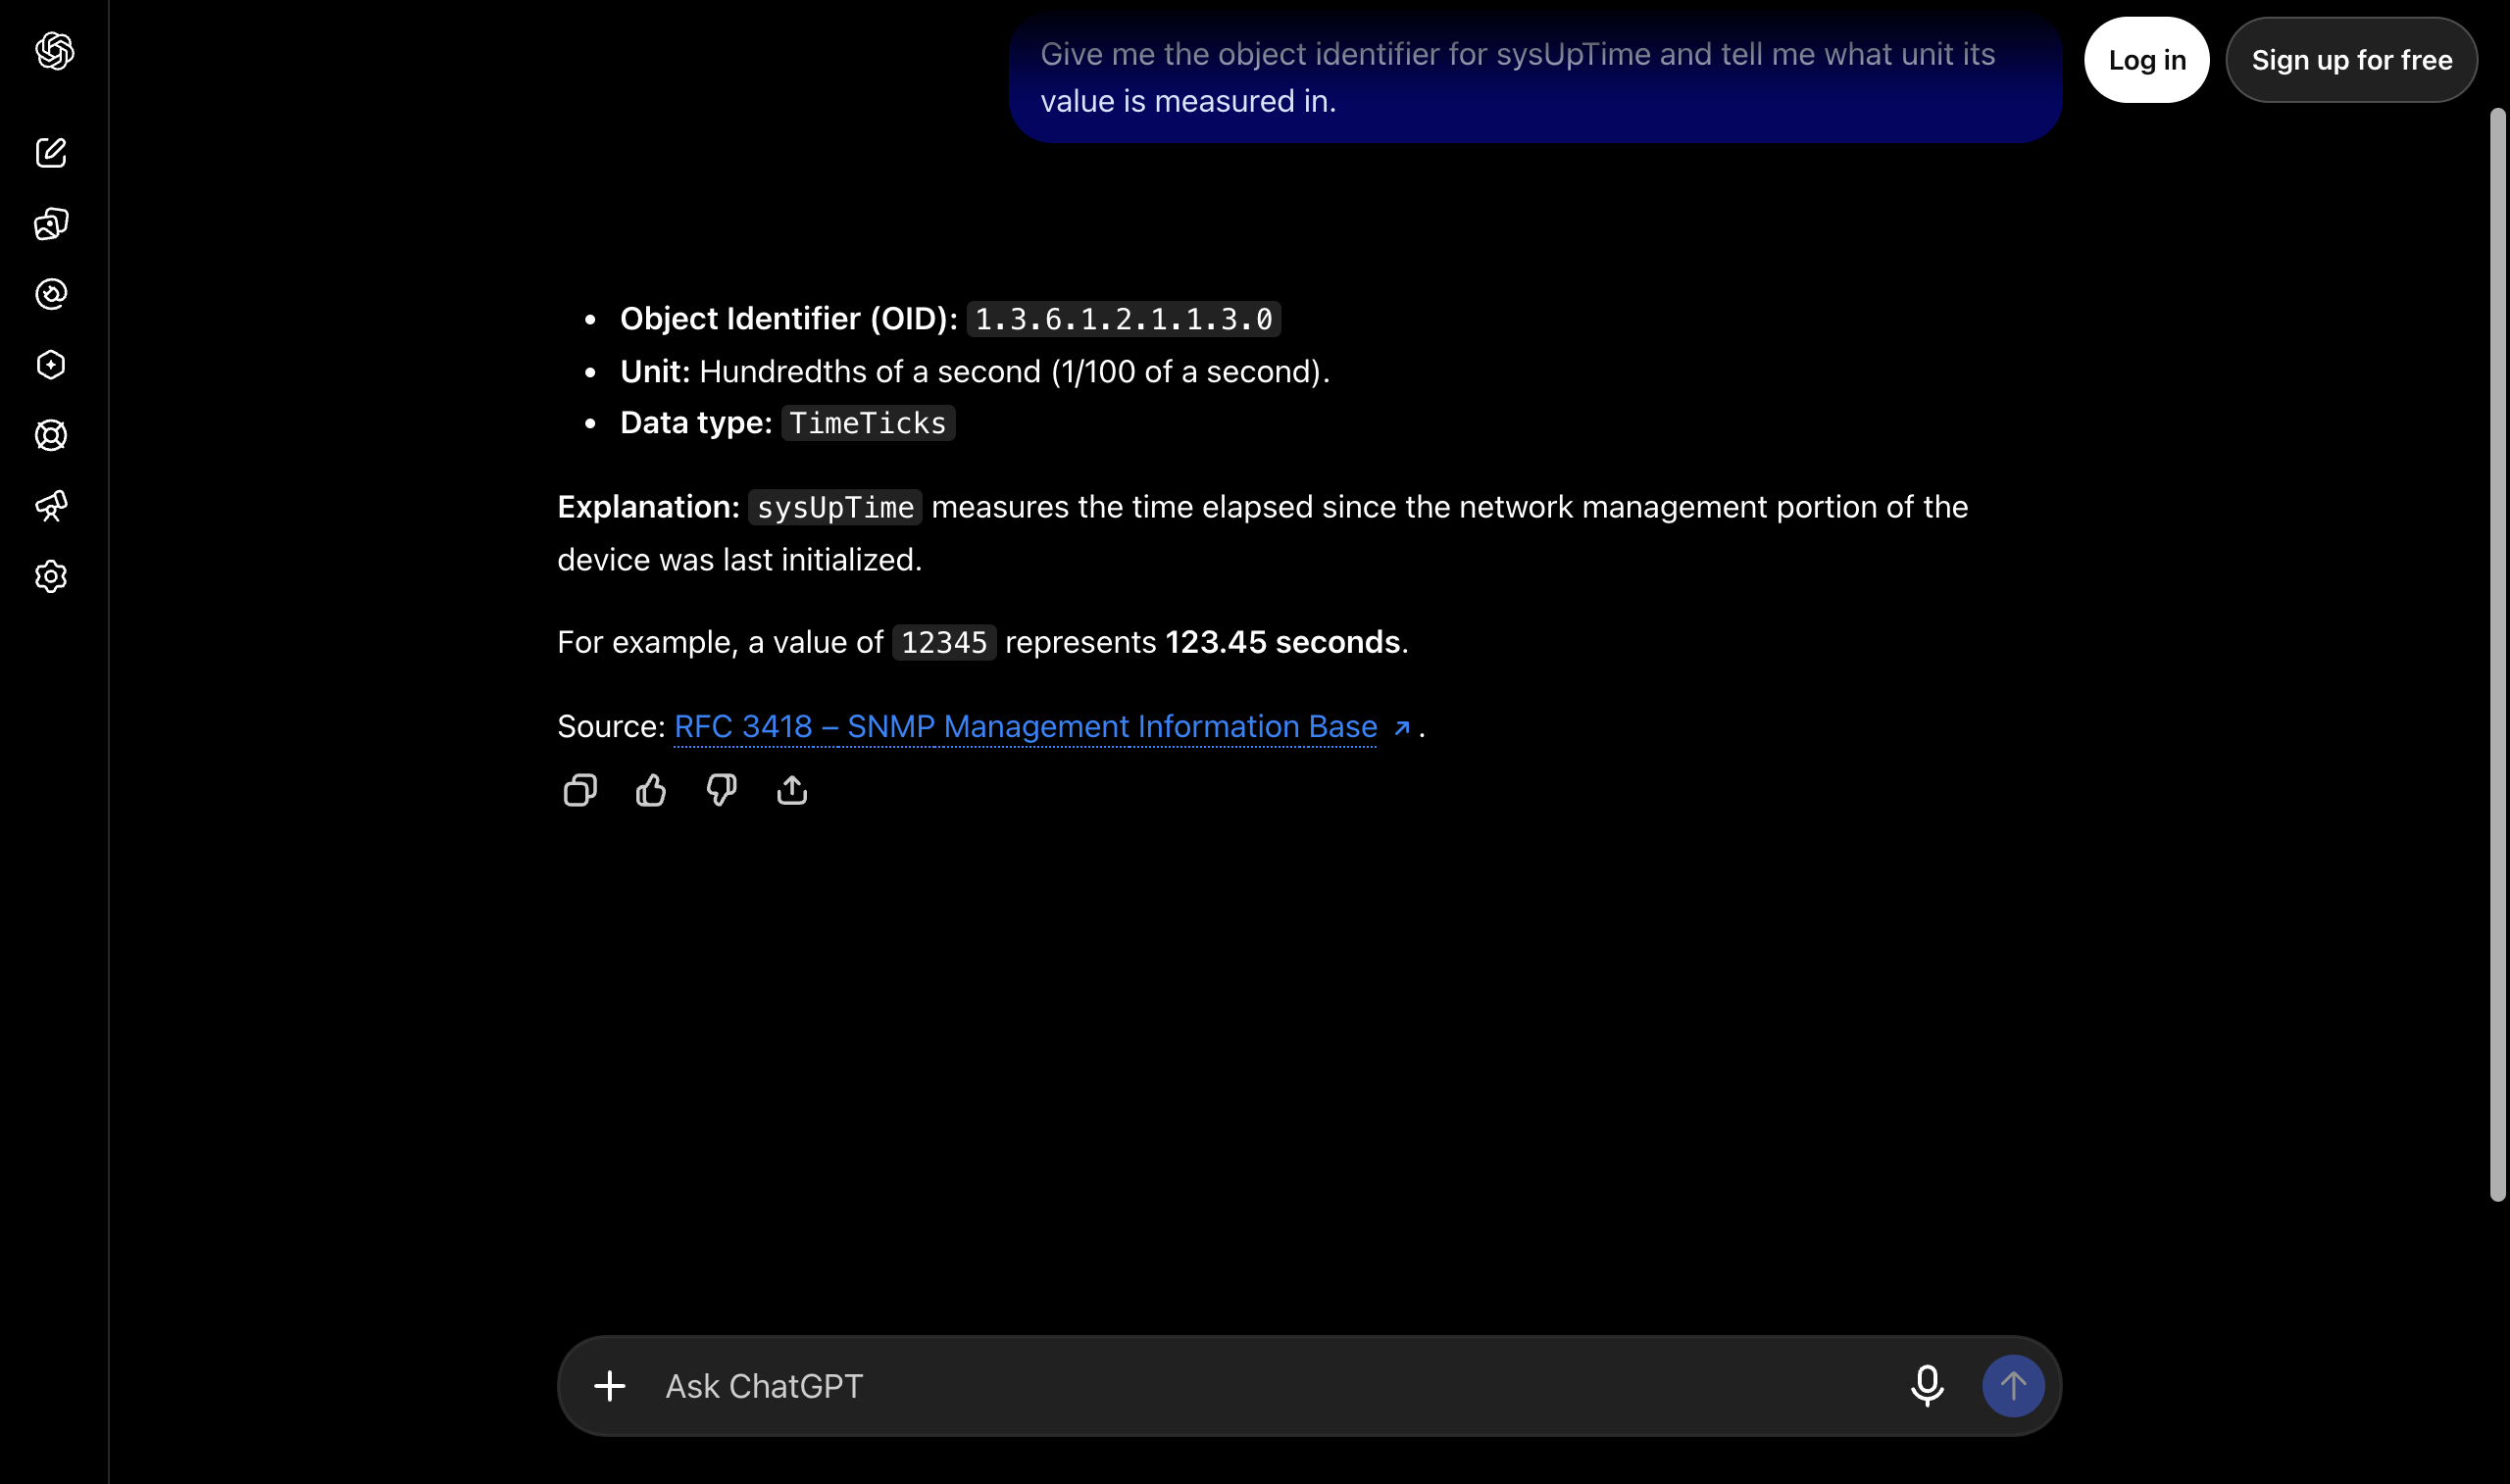 Give me the object identifier for sysUpTime and tell me what unit its
value is measured in.
Log in
Sign up for free
• Object Identifier (OID): 1.3.6.1.2.1.1.3.0
• Unit: Hundredths of a second (1/100 of a second).
• Data type: TimeTicks
Explanation: sysUpTime measures the time elapsed since the network management portion of the
device was last initialized.
For example, a value of 12345 represents 123.45 seconds.
Source: RFC 3418 – SNMP Management Information Base ↗.
Ask ChatGPT